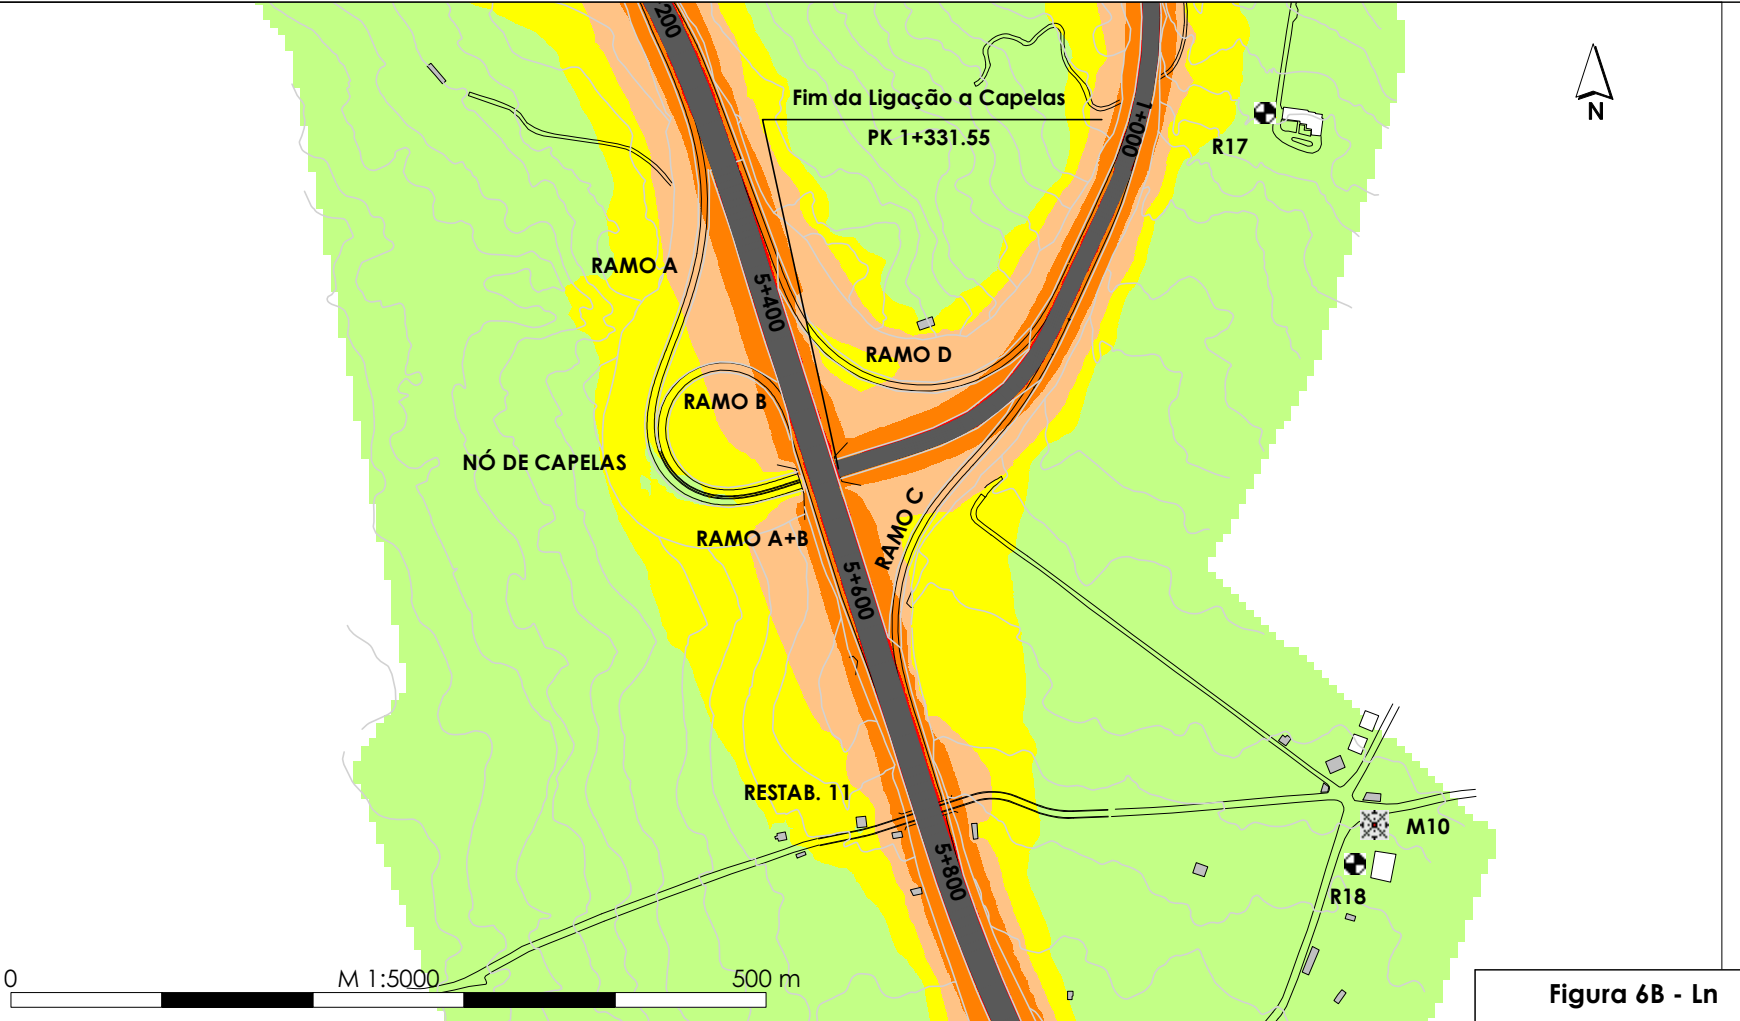 200
Fim da Ligação a Capelas
PK 1+331.55
1+000
R17
N
RAMO A
5+400
RAMO D
RAMO B
NÓ DE CAPELAS
RAMO C
RAMO A+B
5+600
RESTAB. 11
M10
5+800
R18
0
M 1:5000
500 m
Figura 6B - Ln